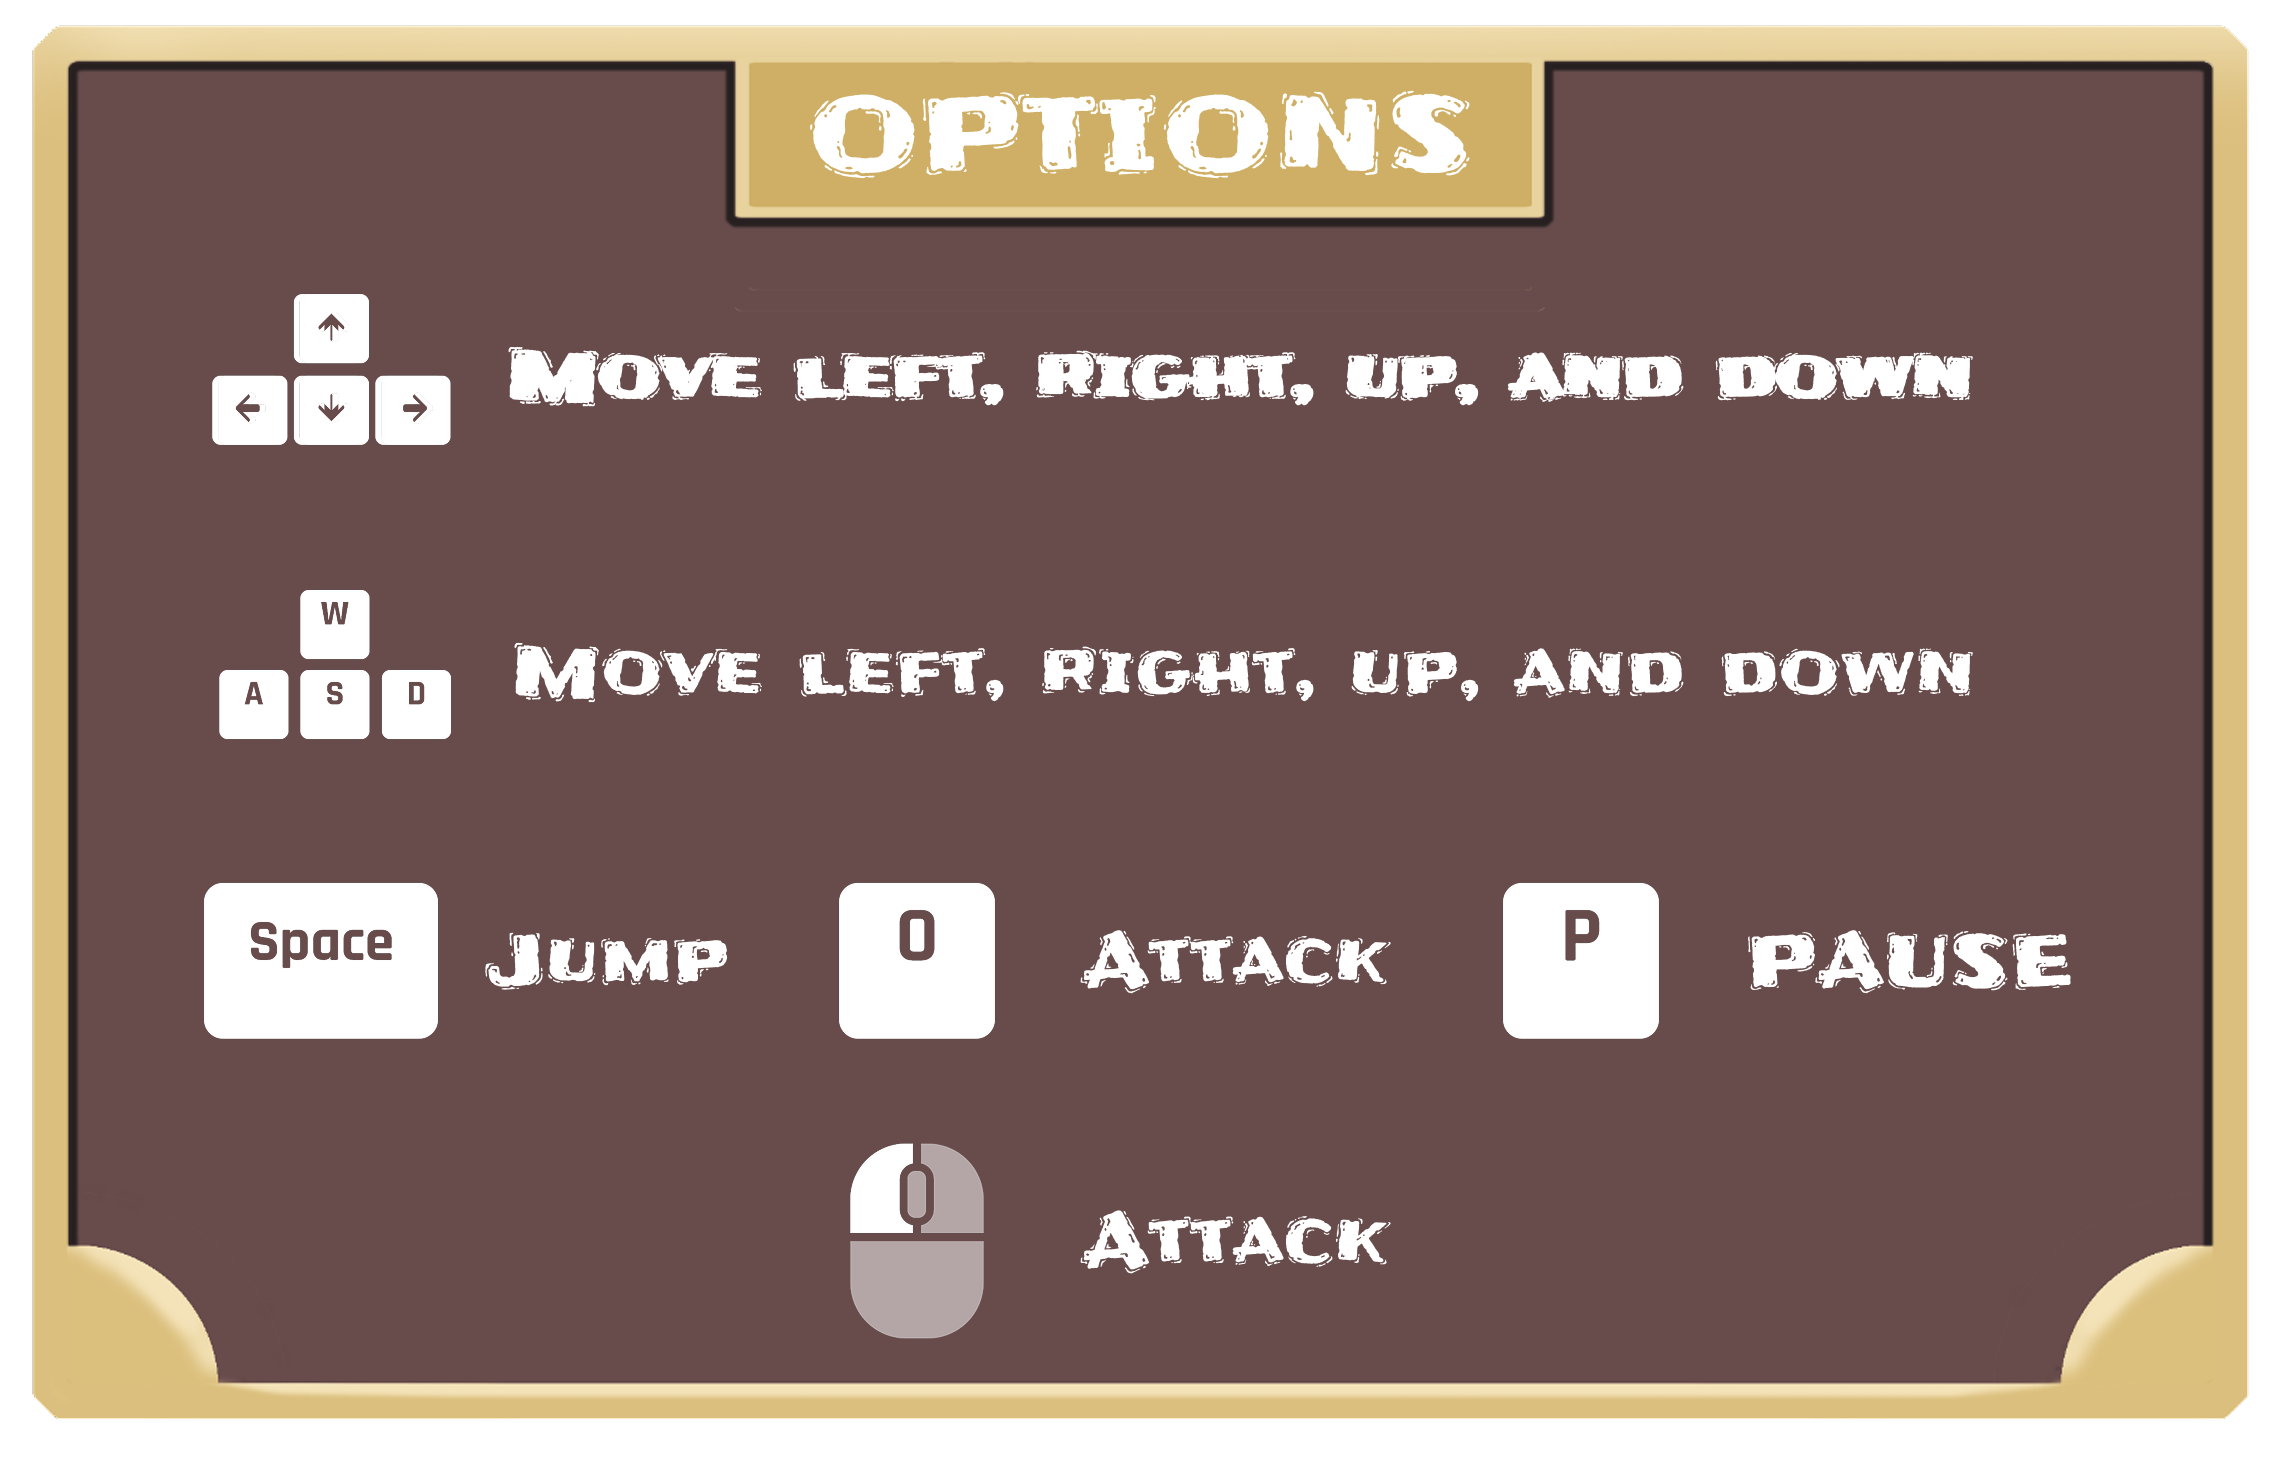 OPTIONS
MOVE LEFT, RIGHT, UP, AND DOWN
W
A S D
MOVE LEFT, RIGHT, UP, AND DOWN
Space JUMP O ATTACK P PAUSE
ATTACK